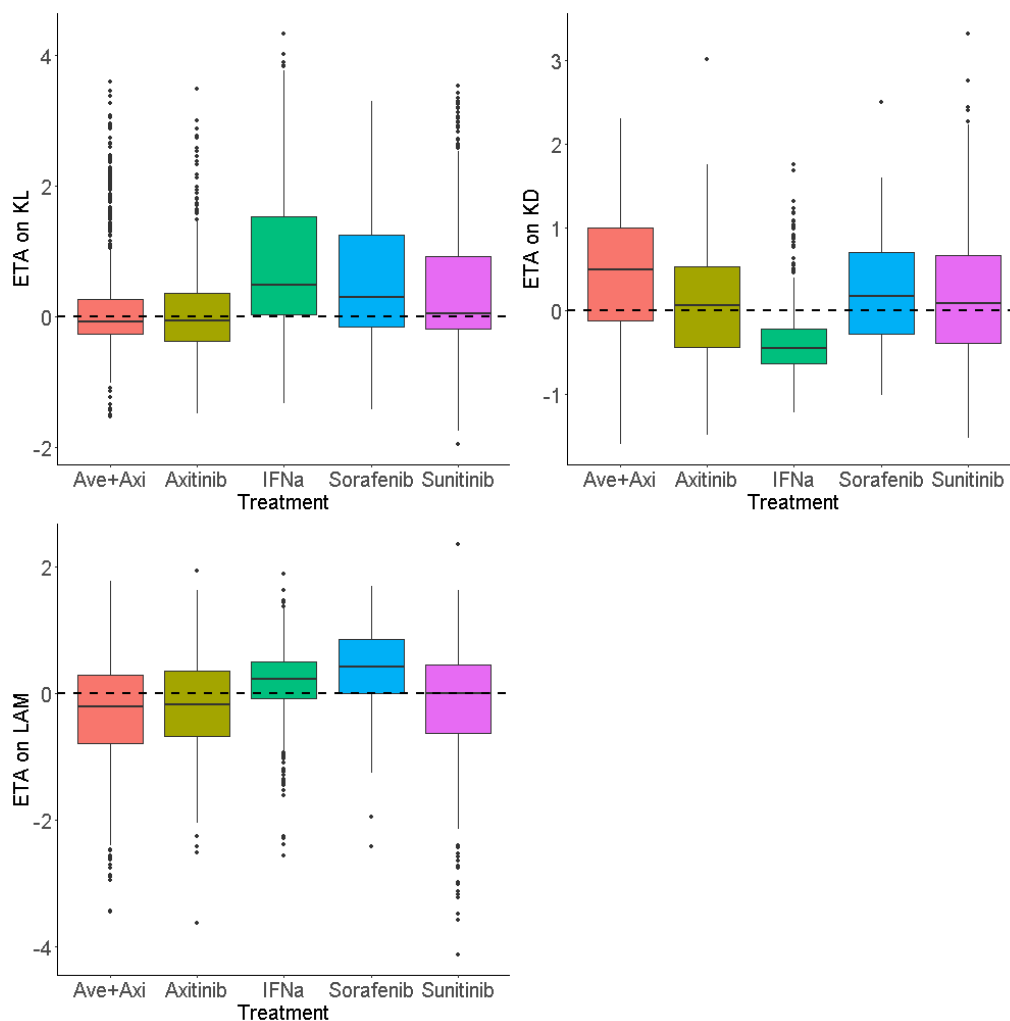 ETA on KL
4
2
0
-2
Ave+Axi Axitinib IFNa Sorafenib Sunitinib
Treatment
ETA on KD
3
2
1
0
-1
Ave+Axi Axitinib IFNa Sorafenib Sunitinib
Treatment
ETA on LAM
2
0
-2
-4
Ave+Axi Axitinib IFNa Sorafenib Sunitinib
Treatment